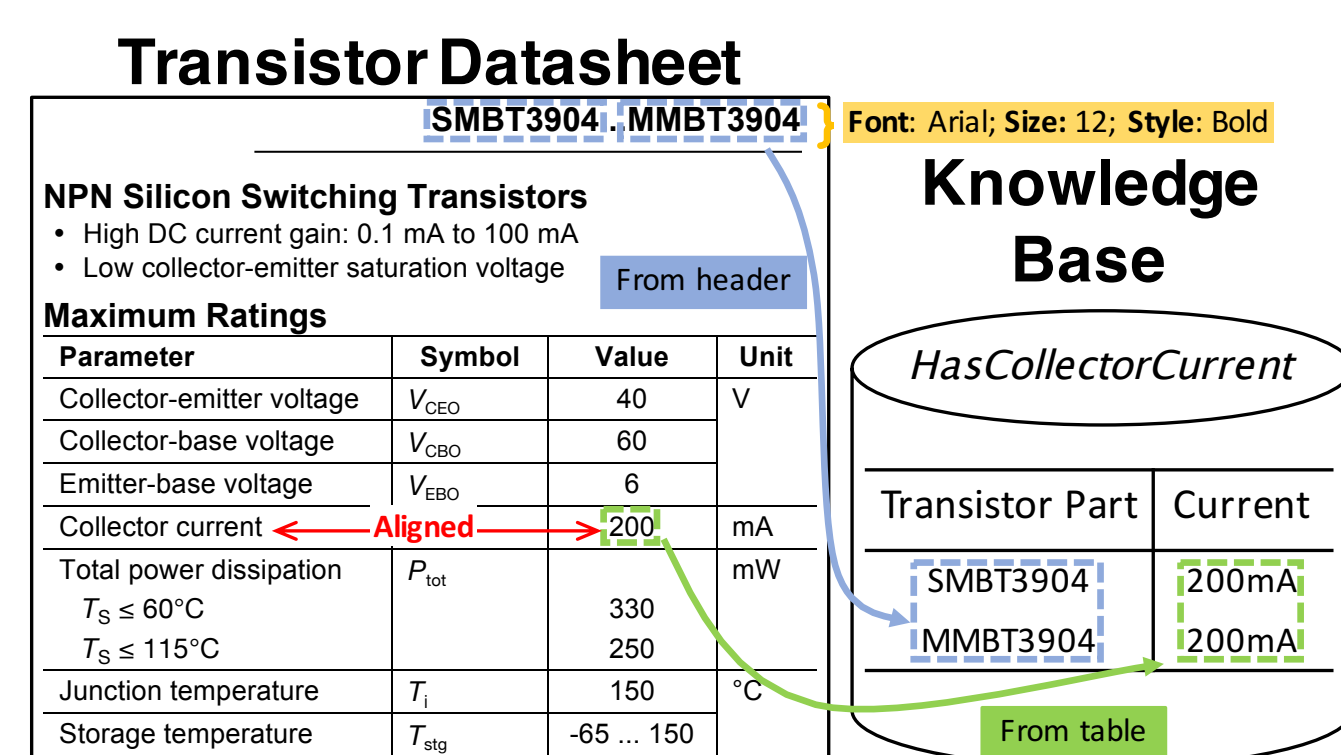 Transistor Datasheet
SMBT3904...MMBT3904
Font: Arial; Size: 12; Style: Bold
NPN Silicon Switching Transistors
• High DC current gain: 0.1 mA to 100 mA
• Low collector-emitter saturation voltage
From header
Maximum Ratings
Parameter Symbol Value Unit
Collector-emitter voltage VCEO 40 V
Collector-base voltage VCBO 60
Emitter-base voltage VEBO 6
Collector current Aligned 200 mA
Total power dissipation Ptot mW
TS ≤ 60°C 330
TS ≤ 115°C 250
Junction temperature Ti 150 °C
Storage temperature Tstg -65 ... 150
Knowledge
Base
HasCollectorCurrent
Transistor Part Current
SMBT3904 200mA
MMBT3904 200mA
From table